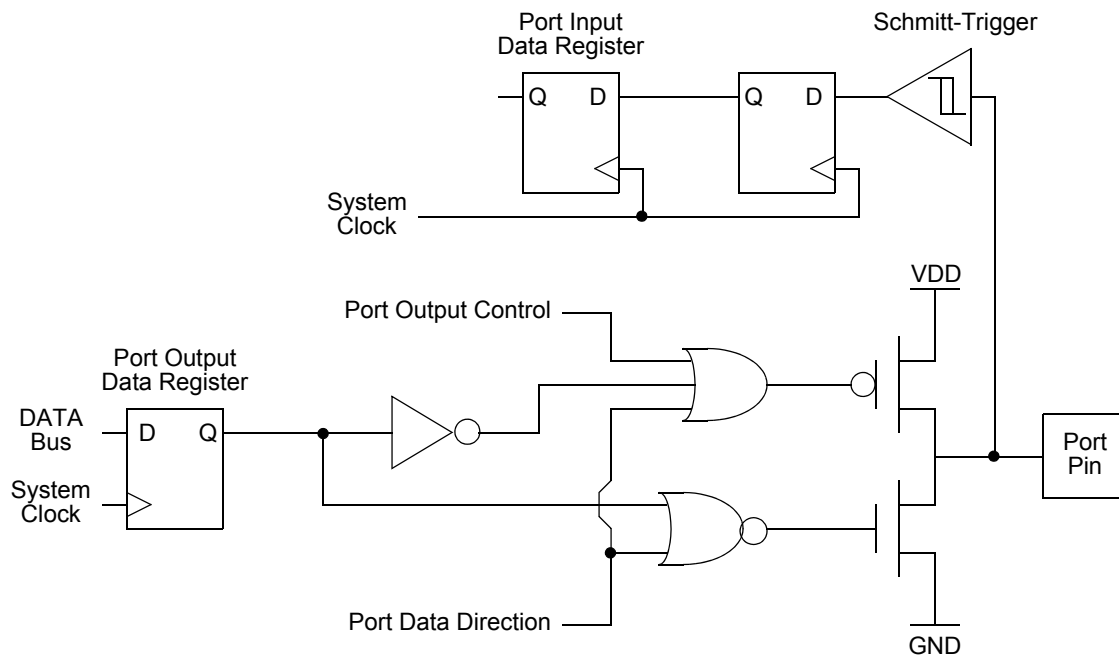 Port Input
Data Register
Schmitt-Trigger
Q D
Q D
System
Clock
VDD
Port Output Control
Port Output
Data Register
DATA
Bus
D Q
System
Clock
Port
Pin
Port Data Direction
GND